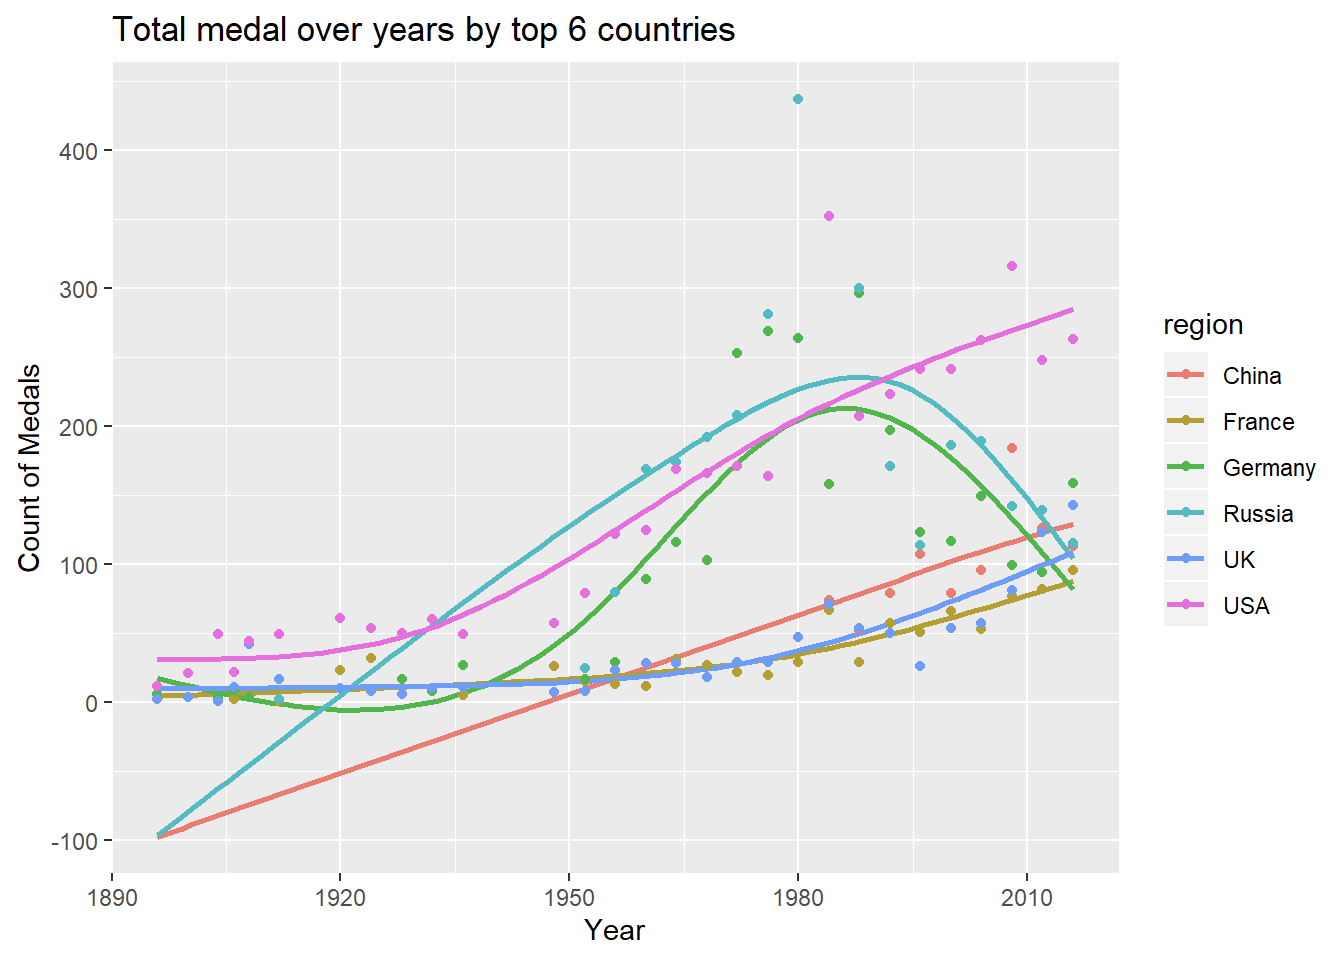 Total medal over years by top 6 countries
Count of Medals
400
300
200
100
0
-100
1890
1920
1950
1980
2010
Year
region
China
France
Germany
Russia
UK
USA